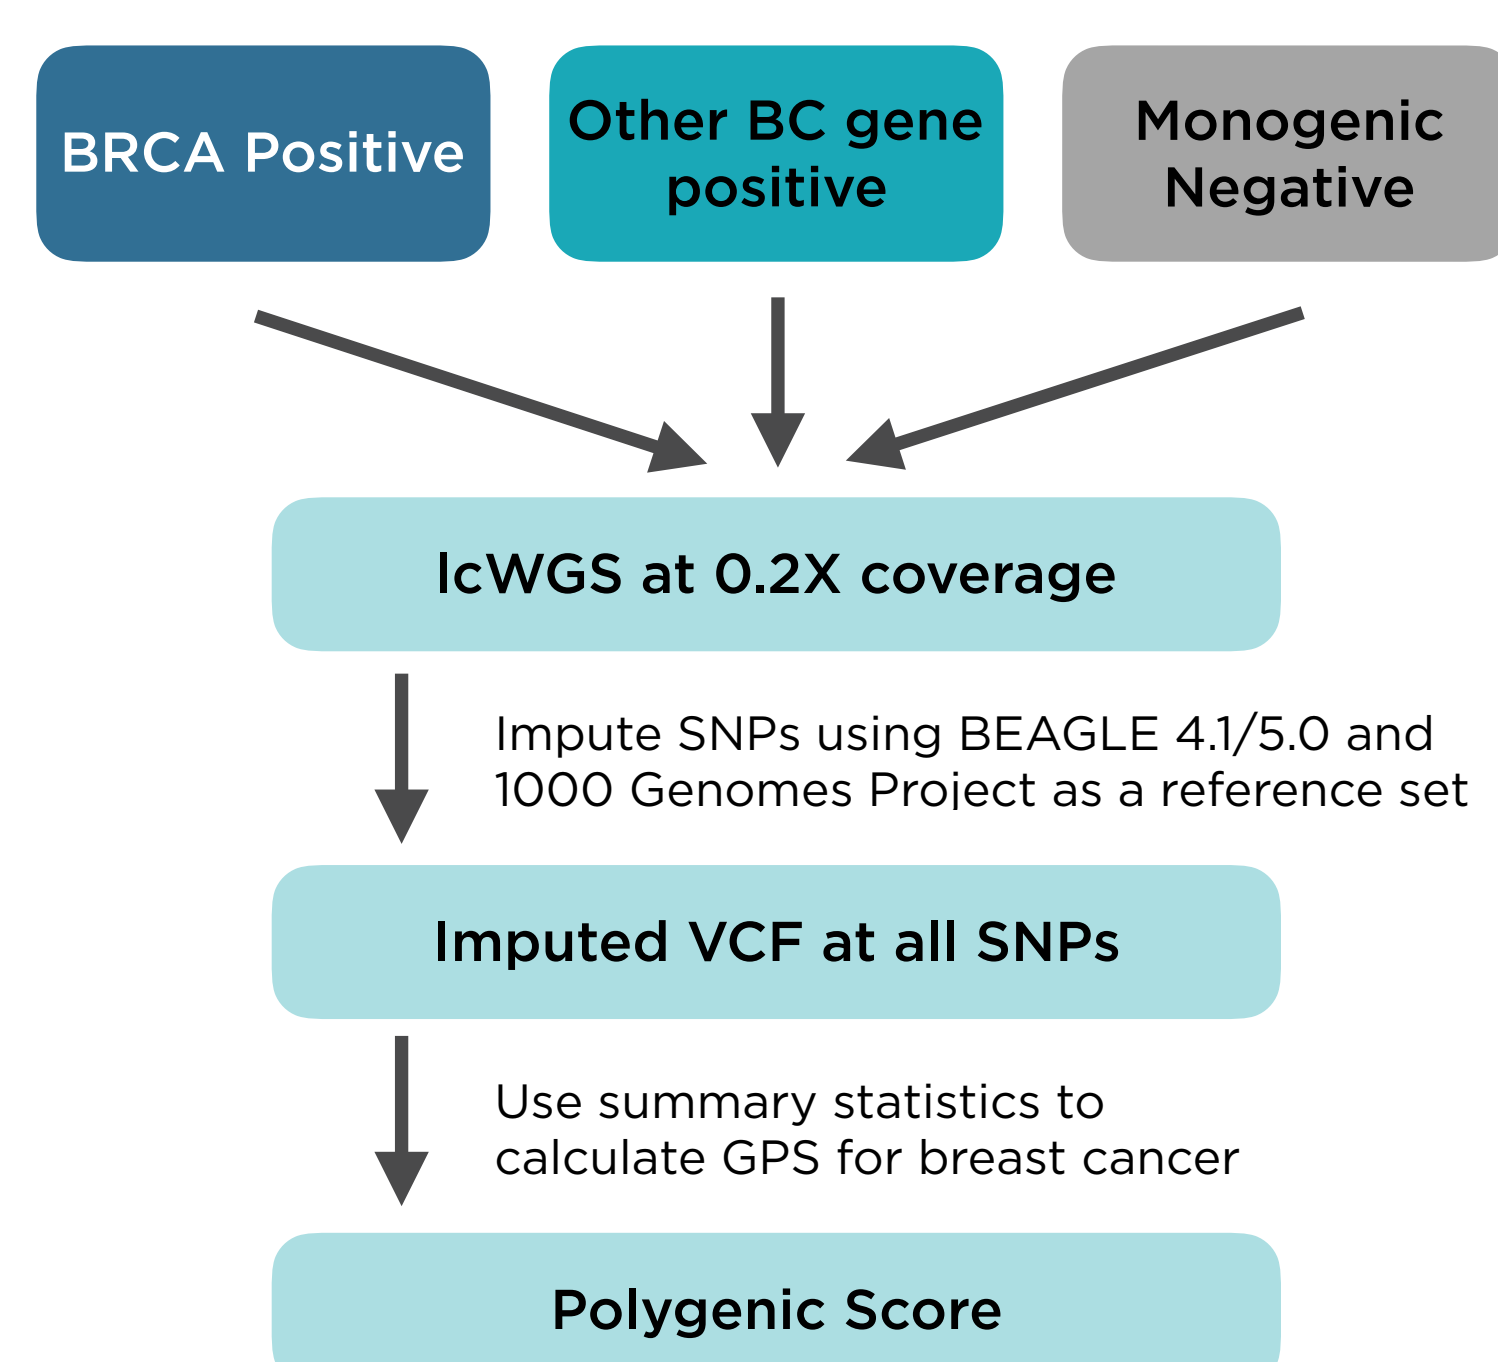 BRCA Positive
Other BC gene
positive
Monogenic
Negative
lcWGS at 0.2X coverage
Impute SNPs using BEAGLE 4.1/5.0 and
1000 Genomes Project as a reference set
Imputed VCF at all SNPs
Use summary statistics to
calculate GPS for breast cancer
Polygenic Score